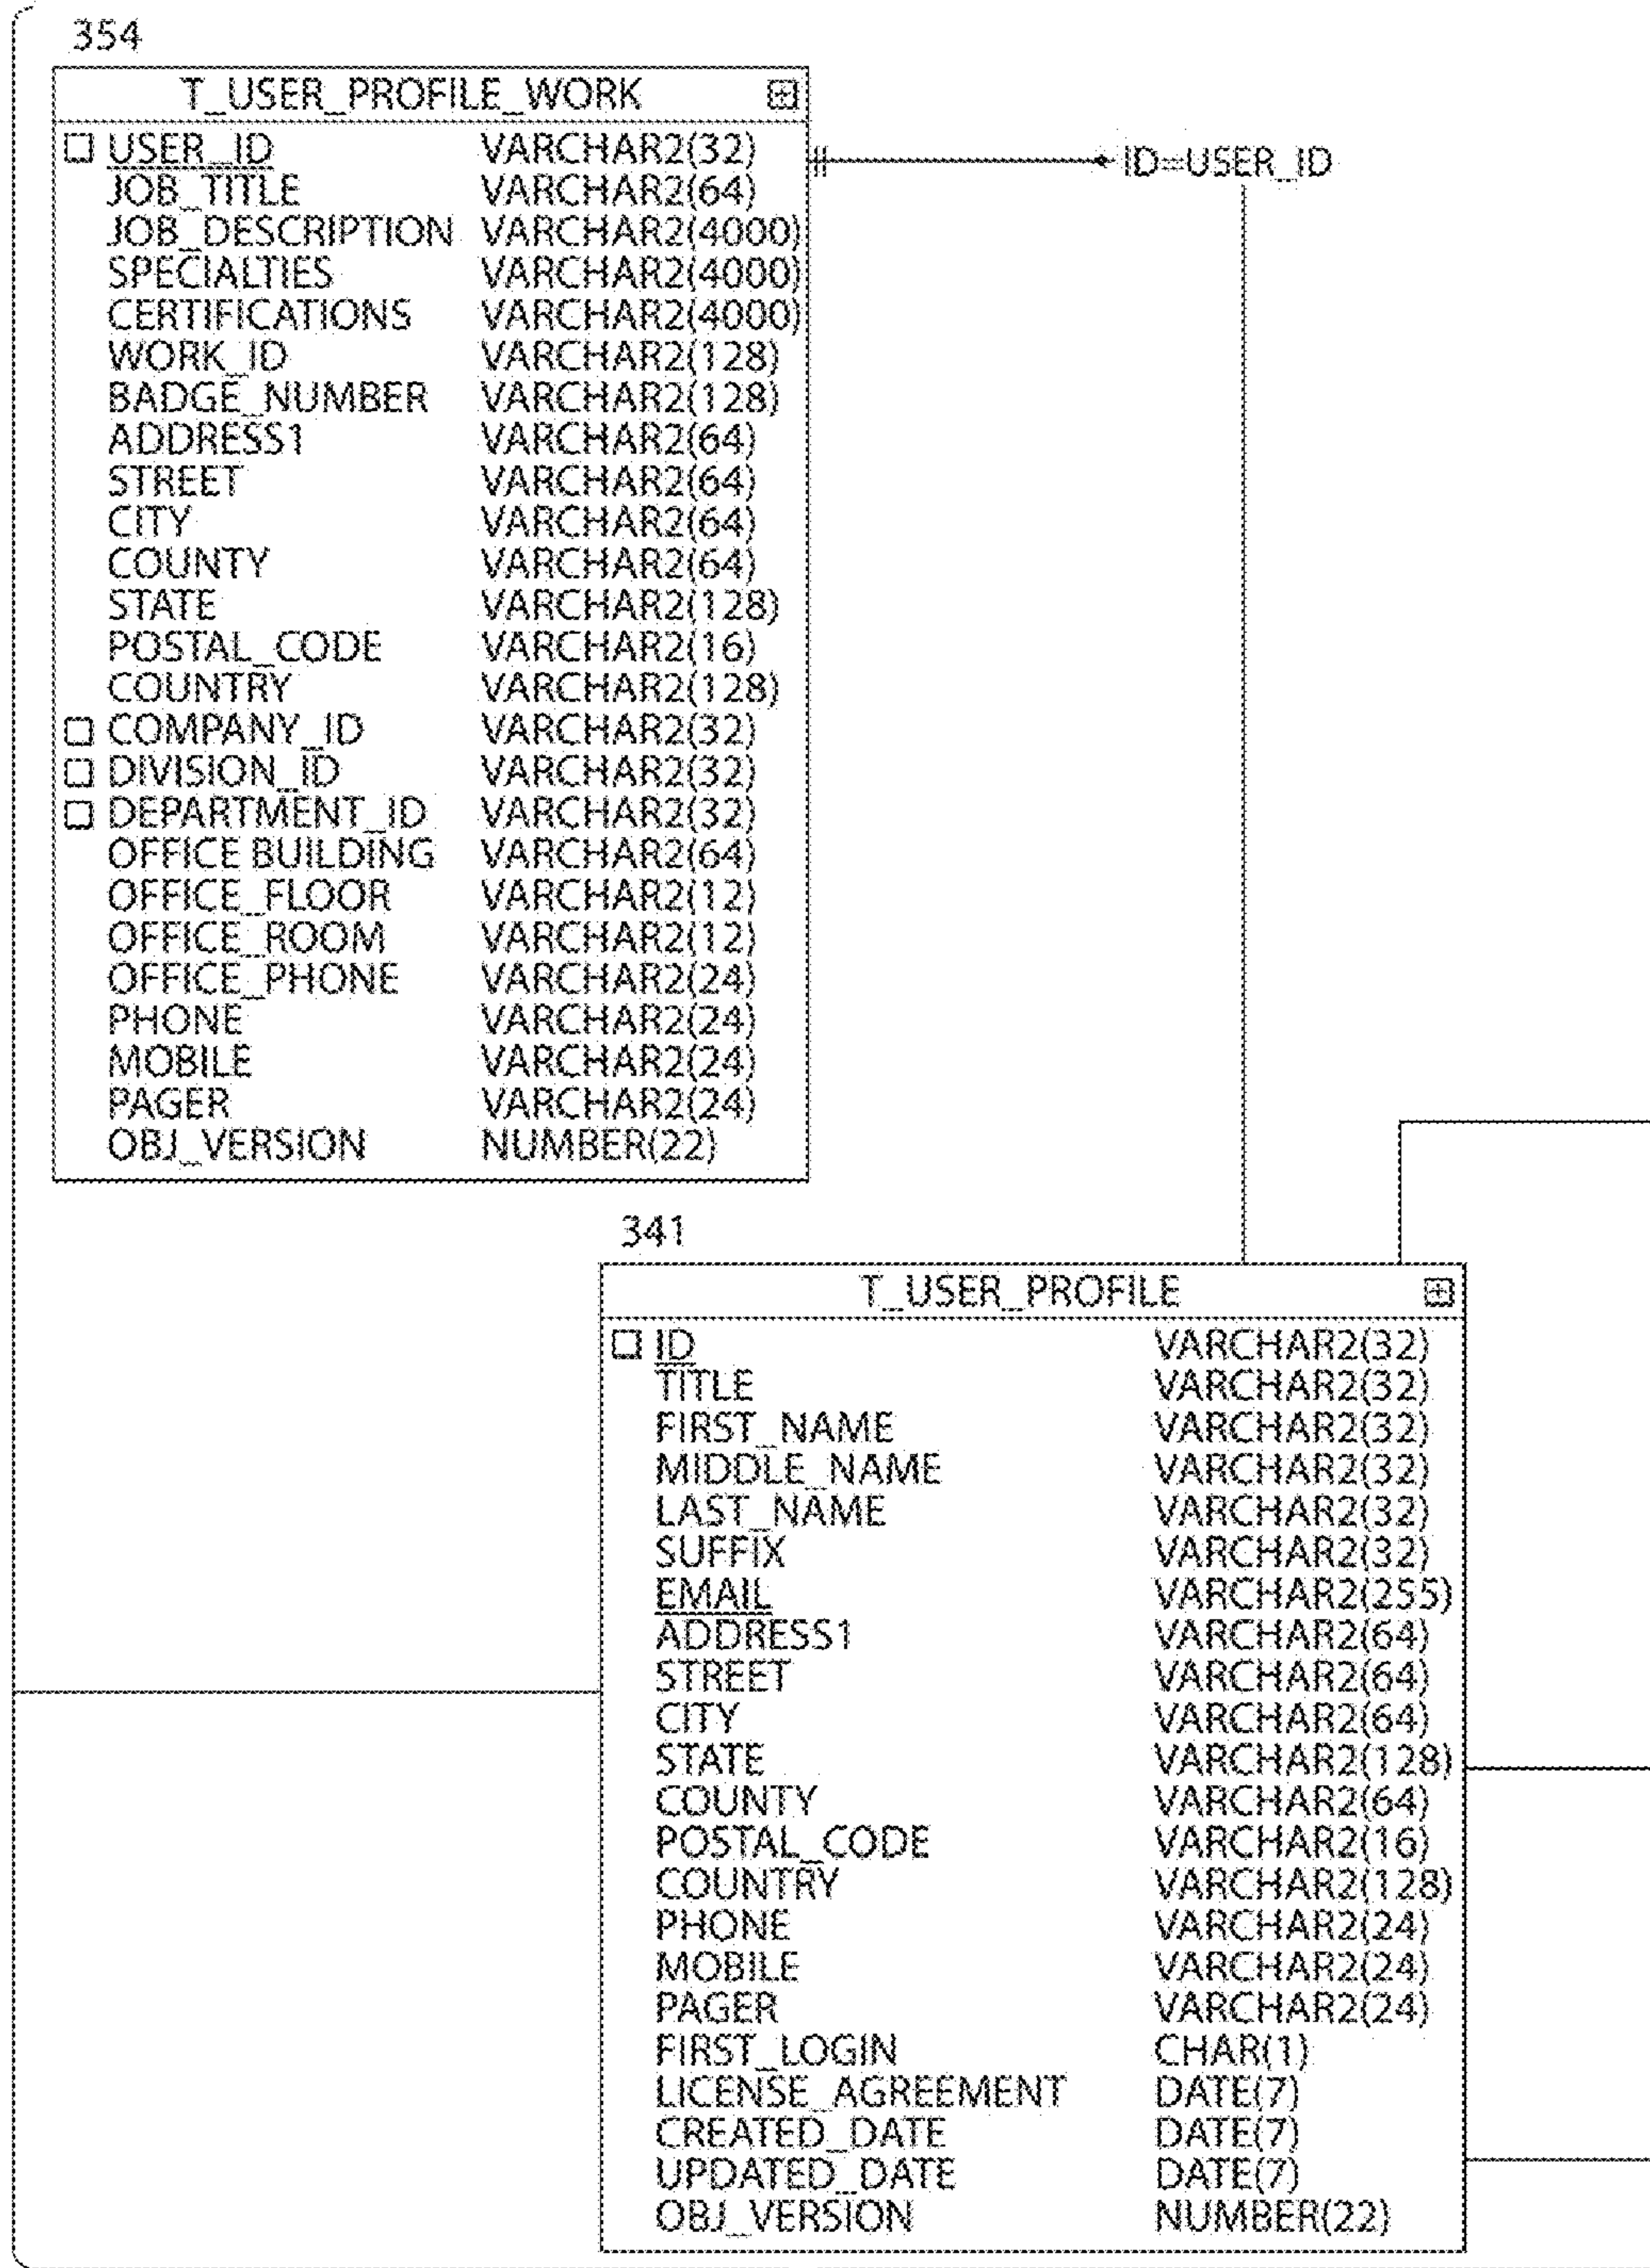 354
T_USER_PROFILE_WORK
USER_ID VARCHAR2(32)
JOB_TITLE VARCHAR2(64)
JOB_DESCRIPTION VARCHAR2(4000)
SPECIALTIES VARCHAR2(4000)
CERTIFICATIONS VARCHAR2(4000)
WORK_ID VARCHAR2(128)
BADGE_NUMBER VARCHAR2(128)
ADDRESS1 VARCHAR2(64)
STREET VARCHAR2(64)
CITY VARCHAR2(64)
COUNTY VARCHAR2(64)
STATE VARCHAR2(128)
POSTAL_CODE VARCHAR2(16)
COUNTRY VARCHAR2(128)
COMPANY_ID VARCHAR2(32)
DIVISION_ID VARCHAR2(32)
DEPARTMENT_ID VARCHAR2(32)
OFFICE BUILDING VARCHAR2(64)
OFFICE_FLOOR VARCHAR2(12)
OFFICE_ROOM VARCHAR2(12)
OFFICE_PHONE VARCHAR2(24)
PHONE VARCHAR2(24)
MOBILE VARCHAR2(24)
PAGER VARCHAR2(24)
OBJ_VERSION NUMBER(22)
ID=USER_ID
341
T_USER_PROFILE
ID VARCHAR2(32)
TITLE VARCHAR2(32)
FIRST_NAME VARCHAR2(32)
MIDDLE_NAME VARCHAR2(32)
LAST_NAME VARCHAR2(32)
SUFFIX VARCHAR2(32)
EMAIL VARCHAR2(255)
ADDRESS1 VARCHAR2(64)
STREET VARCHAR2(64)
CITY VARCHAR2(64)
STATE VARCHAR2(128)
COUNTY VARCHAR2(64)
POSTAL_CODE VARCHAR2(16)
COUNTRY VARCHAR2(128)
PHONE VARCHAR2(24)
MOBILE VARCHAR2(24)
PAGER VARCHAR2(24)
FIRST_LOGIN CHAR(1)
LICENSE_AGREEMENT DATE(7)
CREATED_DATE DATE(7)
UPDATED_DATE DATE(7)
OBJ_VERSION NUMBER(22)